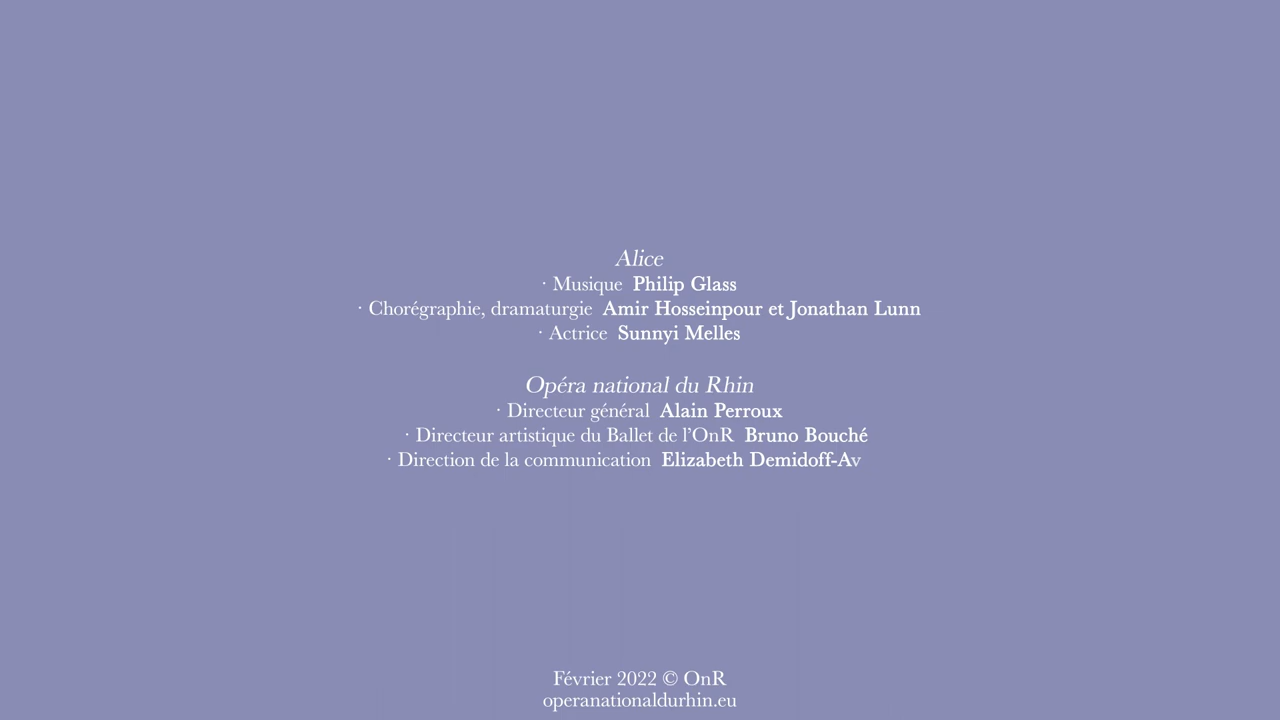 Alice
· Musique Philip Glass
· Chorégraphie, dramaturgie Amir Hosseinpour et Jonathan Lunn
· Actrice Sunnyi Melles
Opéra national du Rhin
· Directeur général Alain Perroux
· Directeur artistique du Ballet de l’OnR Bruno Bouché
· Direction de la communication Elizabeth Demidoff-Av
Février 2022 © OnR
operanationaldurhin.eu